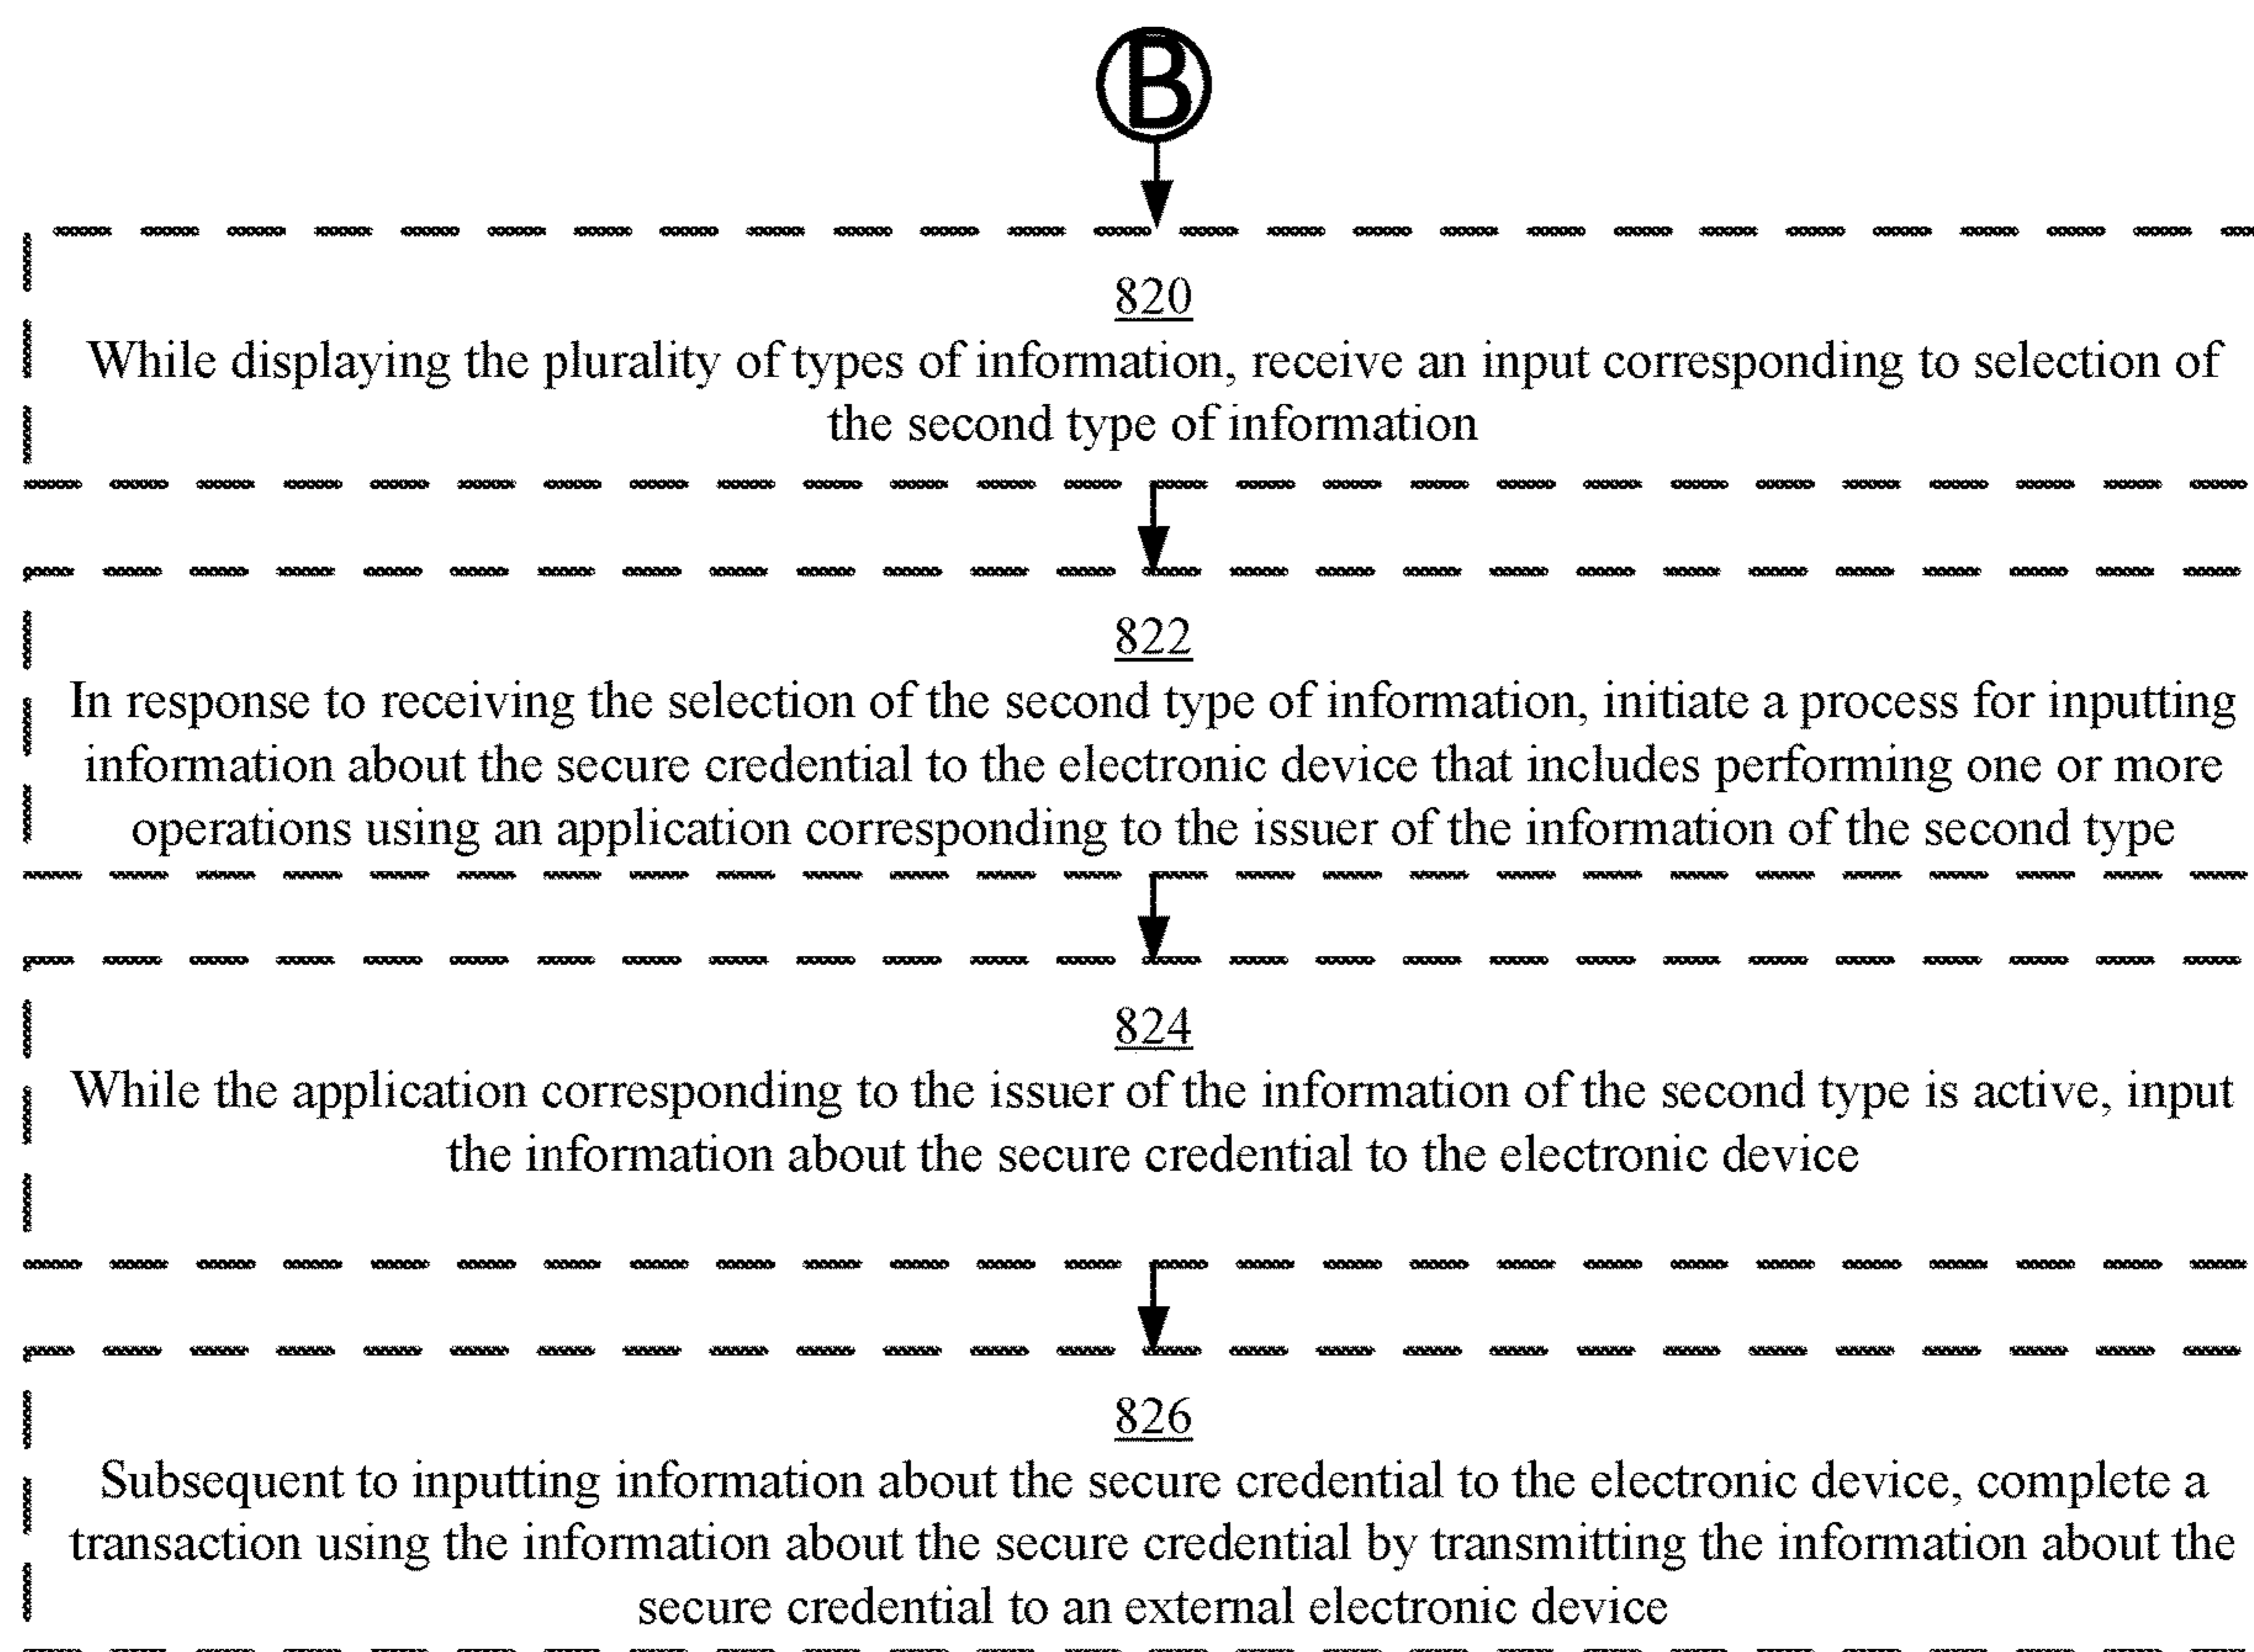 B
820
While displaying the plurality of types of information, receive an input corresponding to selection of
the second type of information
822
In response to receiving the selection of the second type of information, initiate a process for inputting
information about the secure credential to the electronic device that includes performing one or more
operations using an application corresponding to the issuer of the information of the second type
824
While the application corresponding to the issuer of the information of the second type is active, input
the information about the secure credential to the electronic device
826
Subsequent to inputting information about the secure credential to the electronic device, complete a
transaction using the information about the secure credential by transmitting the information about the
secure credential to an external electronic device